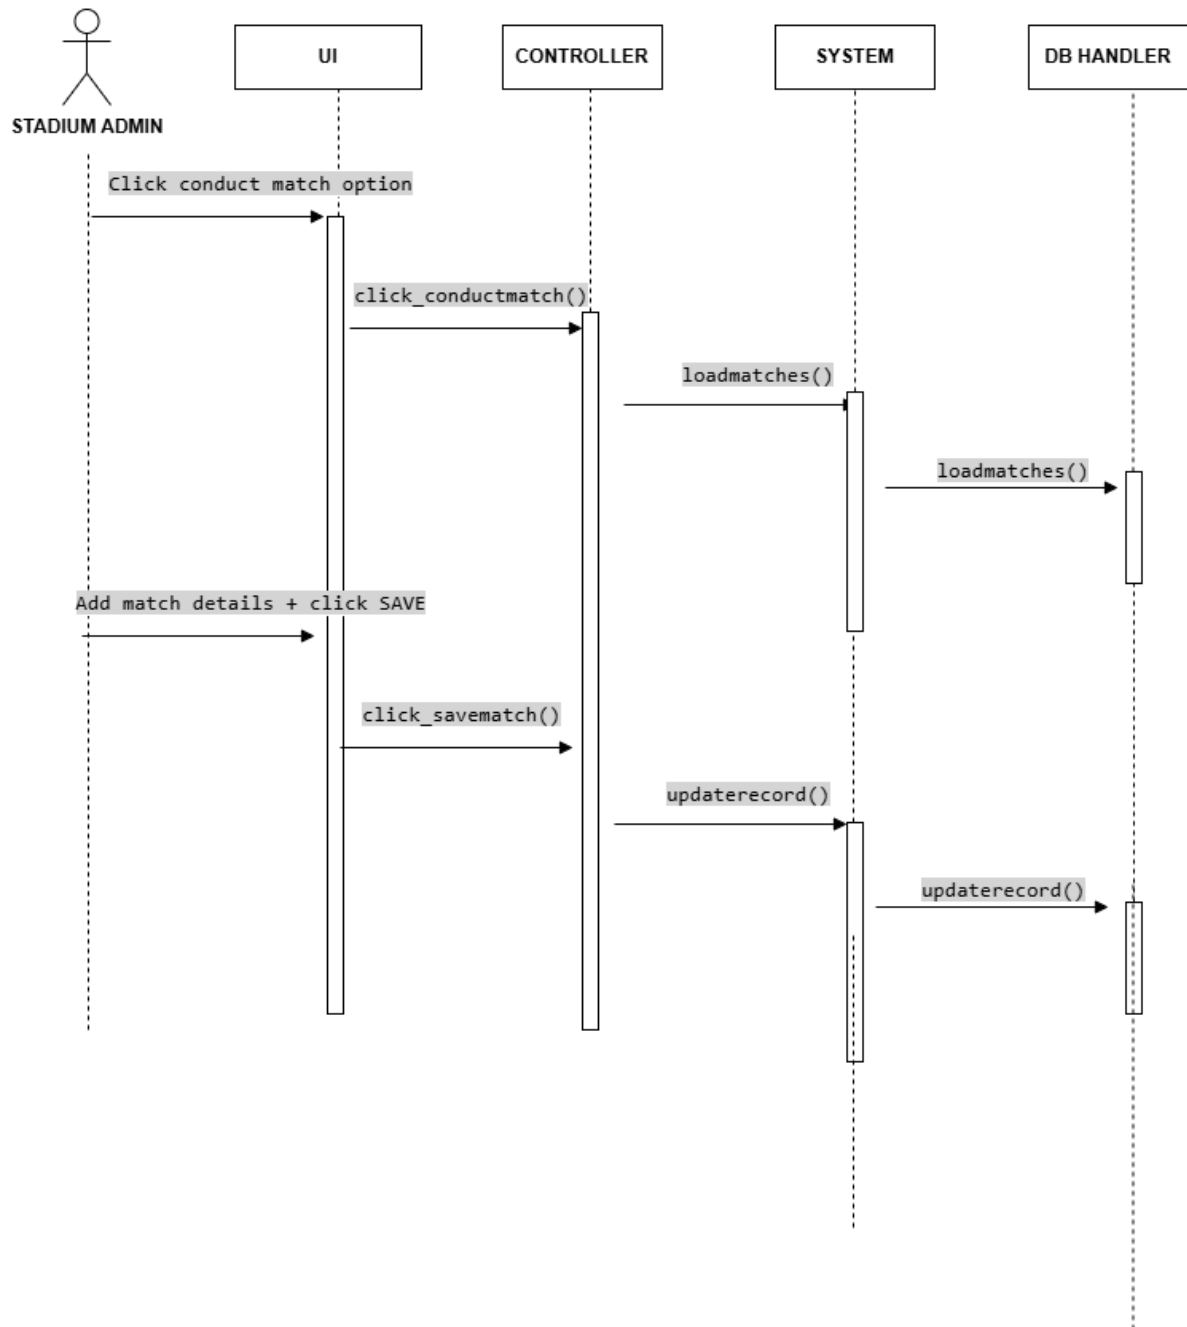 UI
CONTROLLER
SYSTEM
DB HANDLER
STADIUM ADMIN
Click conduct match option
click_conductmatch()
loadmatches()
loadmatches()
Add match details + click SAVE
click_savematch()
updaterecord()
updaterecord()